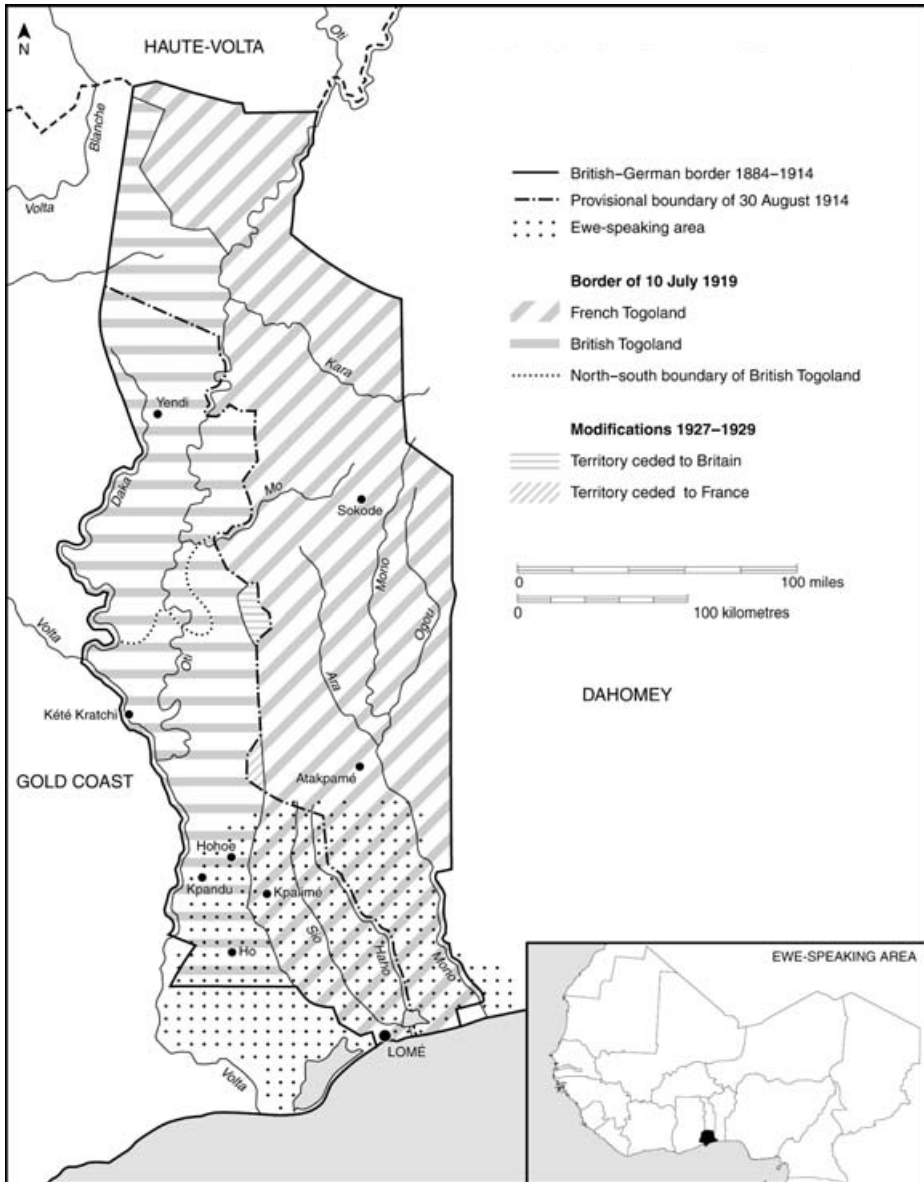 N
HAUTE-VOLTA
Oti
Blanche
Volta
British–German border 1884–1914
Provisional boundary of 30 August 1914
Ewe-speaking area
Border of 10 July 1919
French Togoland
British Togoland
North–south boundary of British Togoland
Modifications 1927–1929
Territory ceded to Britain
Territory ceded to France
0 100 miles
0 100 kilometres
Kara
Yendi
Daka
Mo
Sokode
Mono
Ogou
Volta
Oti
Ara
DAHOMEY
Kété Kratchi
GOLD COAST
Atakpamé
Hohoe
Kpandu
Kpalimé
Sio
Haho
Mono
Ho
LOMÉ
Volta
EWE-SPEAKING AREA